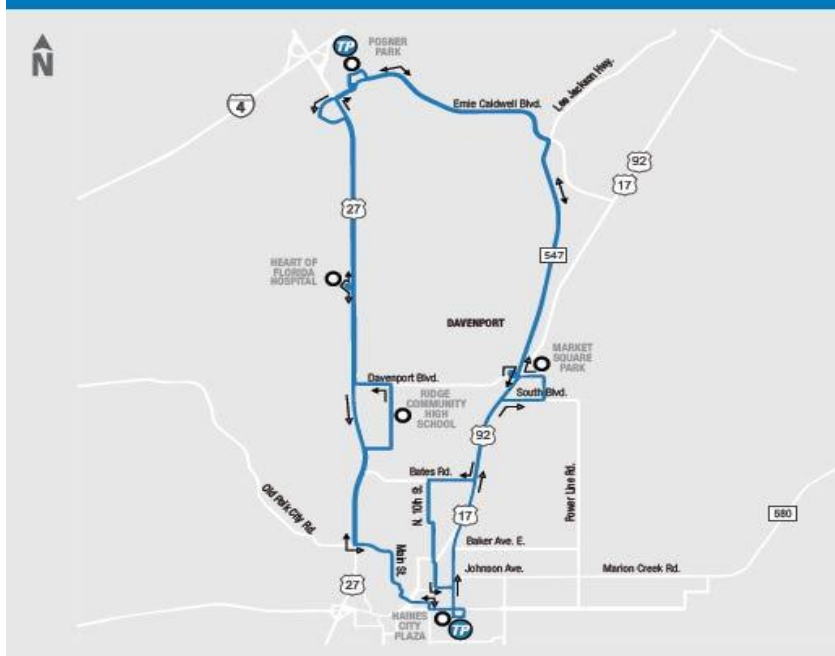 N
TP
POSNER
PARK
4
Ernie Caldwell Blvd.
Lee Jackson Hwy.
92
17
27
547
HEART OF
FLORIDA
HOSPITAL
DAVENPORT
MARKET
SQUARE
PARK
Davenport Blvd.
South Blvd.
RIDGE
COMMUNITY
HIGH
SCHOOL
92
Bates Rd.
Old Polk City Rd.
N. 10th St.
17
Power Line Rd.
580
Baker Ave. E.
Main St.
Johnson Ave.
Marion Creek Rd.
27
HAINES
CITY
PLAZA
TP